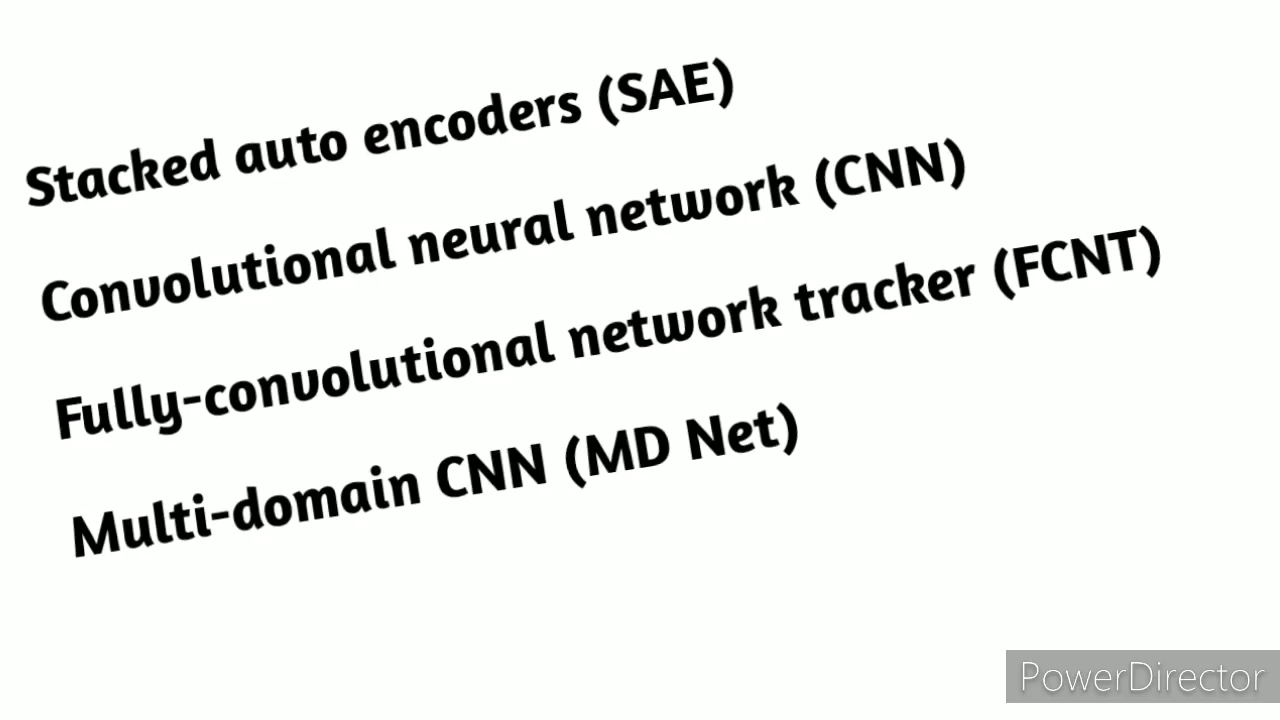 Stacked auto encoders (SAE)
Convolutional neural network (CNN)
Fully-convolutional network tracker (FCNT)
Multi-domain CNN (MD Net)
PowerDirector